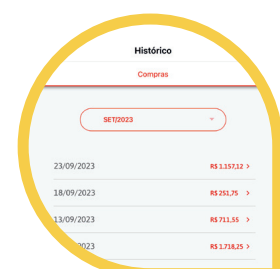 Histórico
Compras
SET/2023
23/09/2023 R$ 1.157,12 >
18/09/2023 R$ 251,75 >
13/09/2023 R$ 711,55 >
/2023 R$ 1.718,25 >